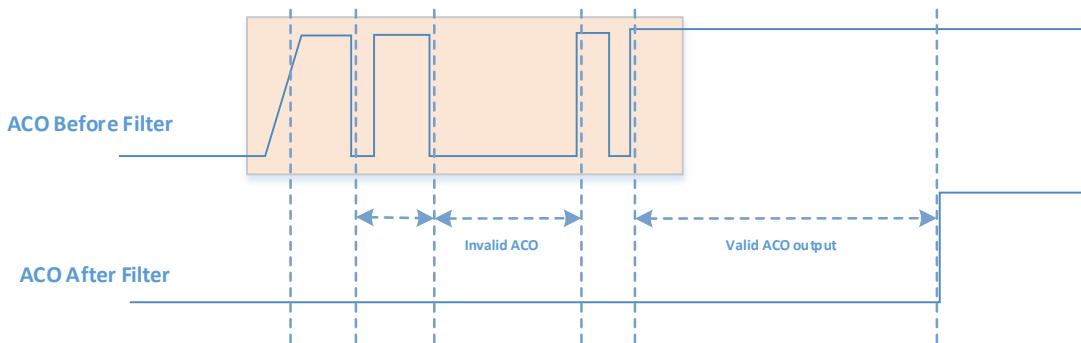 ACO Before Filter
Invalid ACO
Valid ACO output
ACO After Filter